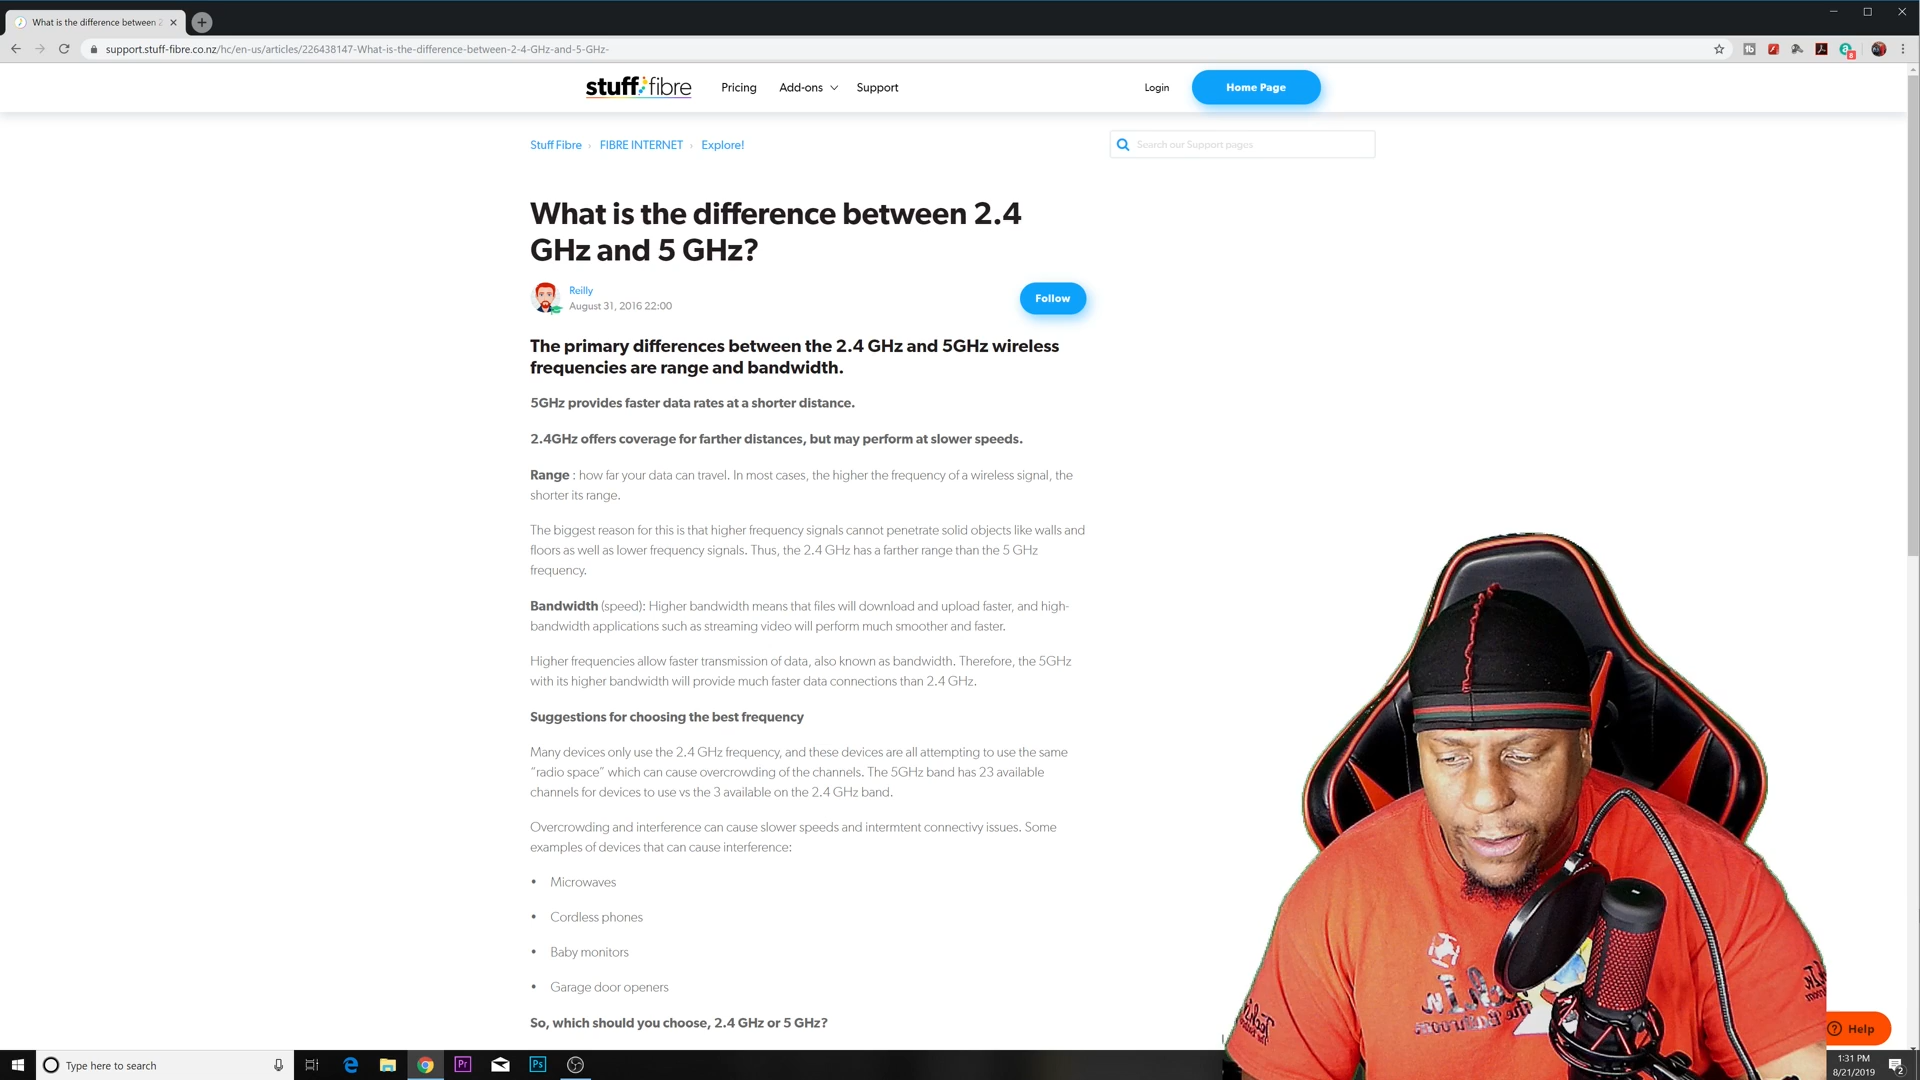 What is the difference between 2
support.stuff-fibre.co.nz/hc/en-us/articles/226438147-What-is-the-difference-between-2-4-GHz-and-5-GHz-
stuff fibre
Pricing
Add-ons
Support
Login
Home Page
Stuff Fibre › FIBRE INTERNET › Explore!
Search our Support pages
What is the difference between 2.4
GHz and 5 GHz?
Reilly
August 31, 2016 22:00
Follow
The primary differences between the 2.4 GHz and 5GHz wireless
frequencies are range and bandwidth.
5GHz provides faster data rates at a shorter distance.
2.4GHz offers coverage for farther distances, but may perform at slower speeds.
Range : how far your data can travel. In most cases, the higher the frequency of a wireless signal, the
shorter its range.
The biggest reason for this is that higher frequency signals cannot penetrate solid objects like walls and
floors as well as lower frequency signals. Thus, the 2.4 GHz has a farther range than the 5 GHz
frequency.
Bandwidth (speed): Higher bandwidth means that files will download and upload faster, and high-
bandwidth applications such as streaming video will perform much smoother and faster.
Higher frequencies allow faster transmission of data, also known as bandwidth. Therefore, the 5GHz
with its higher bandwidth will provide much faster data connections than 2.4 GHz.
Suggestions for choosing the best frequency
Many devices only use the 2.4 GHz frequency, and these devices are all attempting to use the same
“radio space” which can cause overcrowding of the channels. The 5GHz band has 23 available
channels for devices to use vs the 3 available on the 2.4 GHz band.
Overcrowding and interference can cause slower speeds and intermtent connectivy issues. Some
examples of devices that can cause interference:
• Microwaves
• Cordless phones
• Baby monitors
• Garage door openers
So, which should you choose, 2.4 GHz or 5 GHz?
The Bathroom
Help
Type here to search
Pr
Ps
1:31 PM
8/21/2019
2